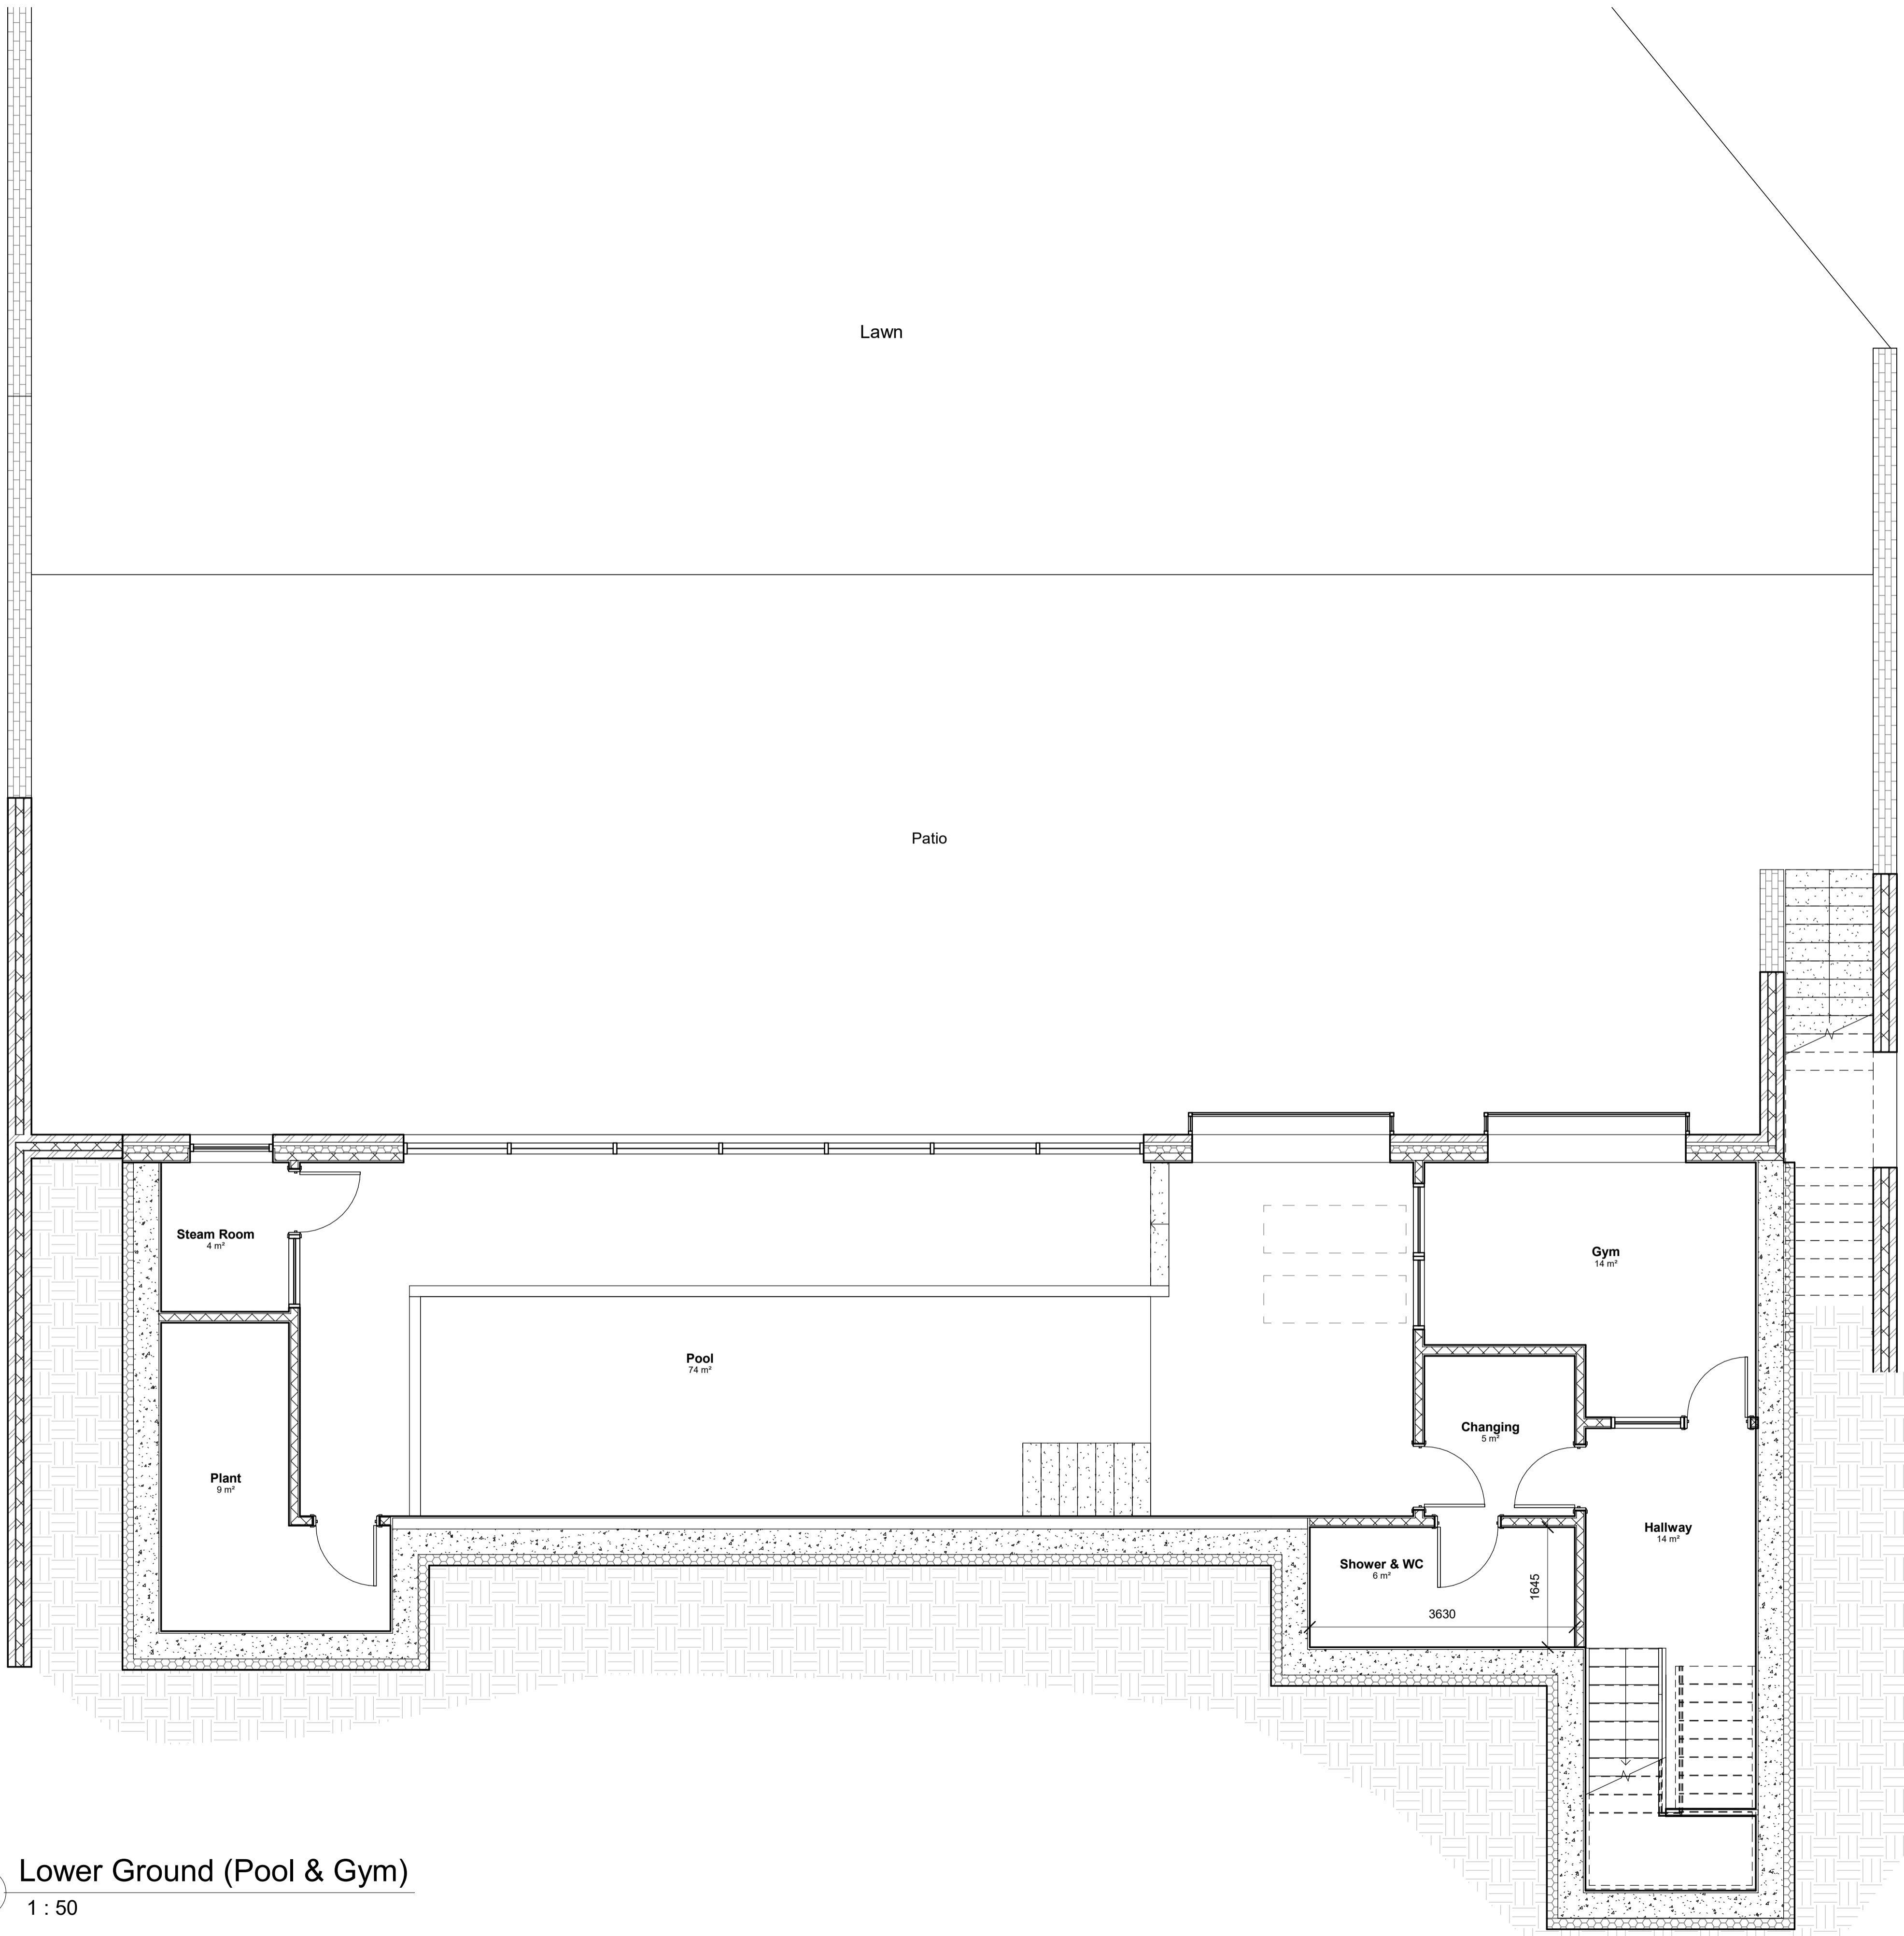 Lawn
Patio
Steam Room
4 m²
Gym
14 m²
Pool
74 m²
Changing
5 m²
Plant
9 m²
Hallway
14 m²
Shower & WC
6 m²
1645
3630
Lower Ground (Pool & Gym)
1 : 50